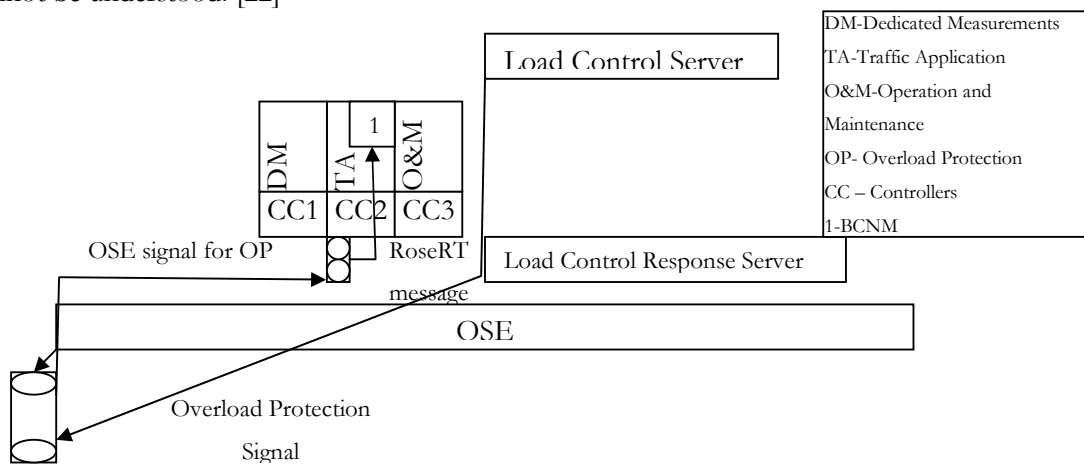 not be understood. [22]
Load Control Server
DM-Dedicated Measurements
TA-Traffic Application
O&M-Operation and
Maintenance
OP- Overload Protection
CC – Controllers
1-BCNM
1
DM
TA
O&M
CC1
CC2
CC3
OSE signal for OP
RoseRT
message
Load Control Response Server
OSE
Overload Protection
Signal